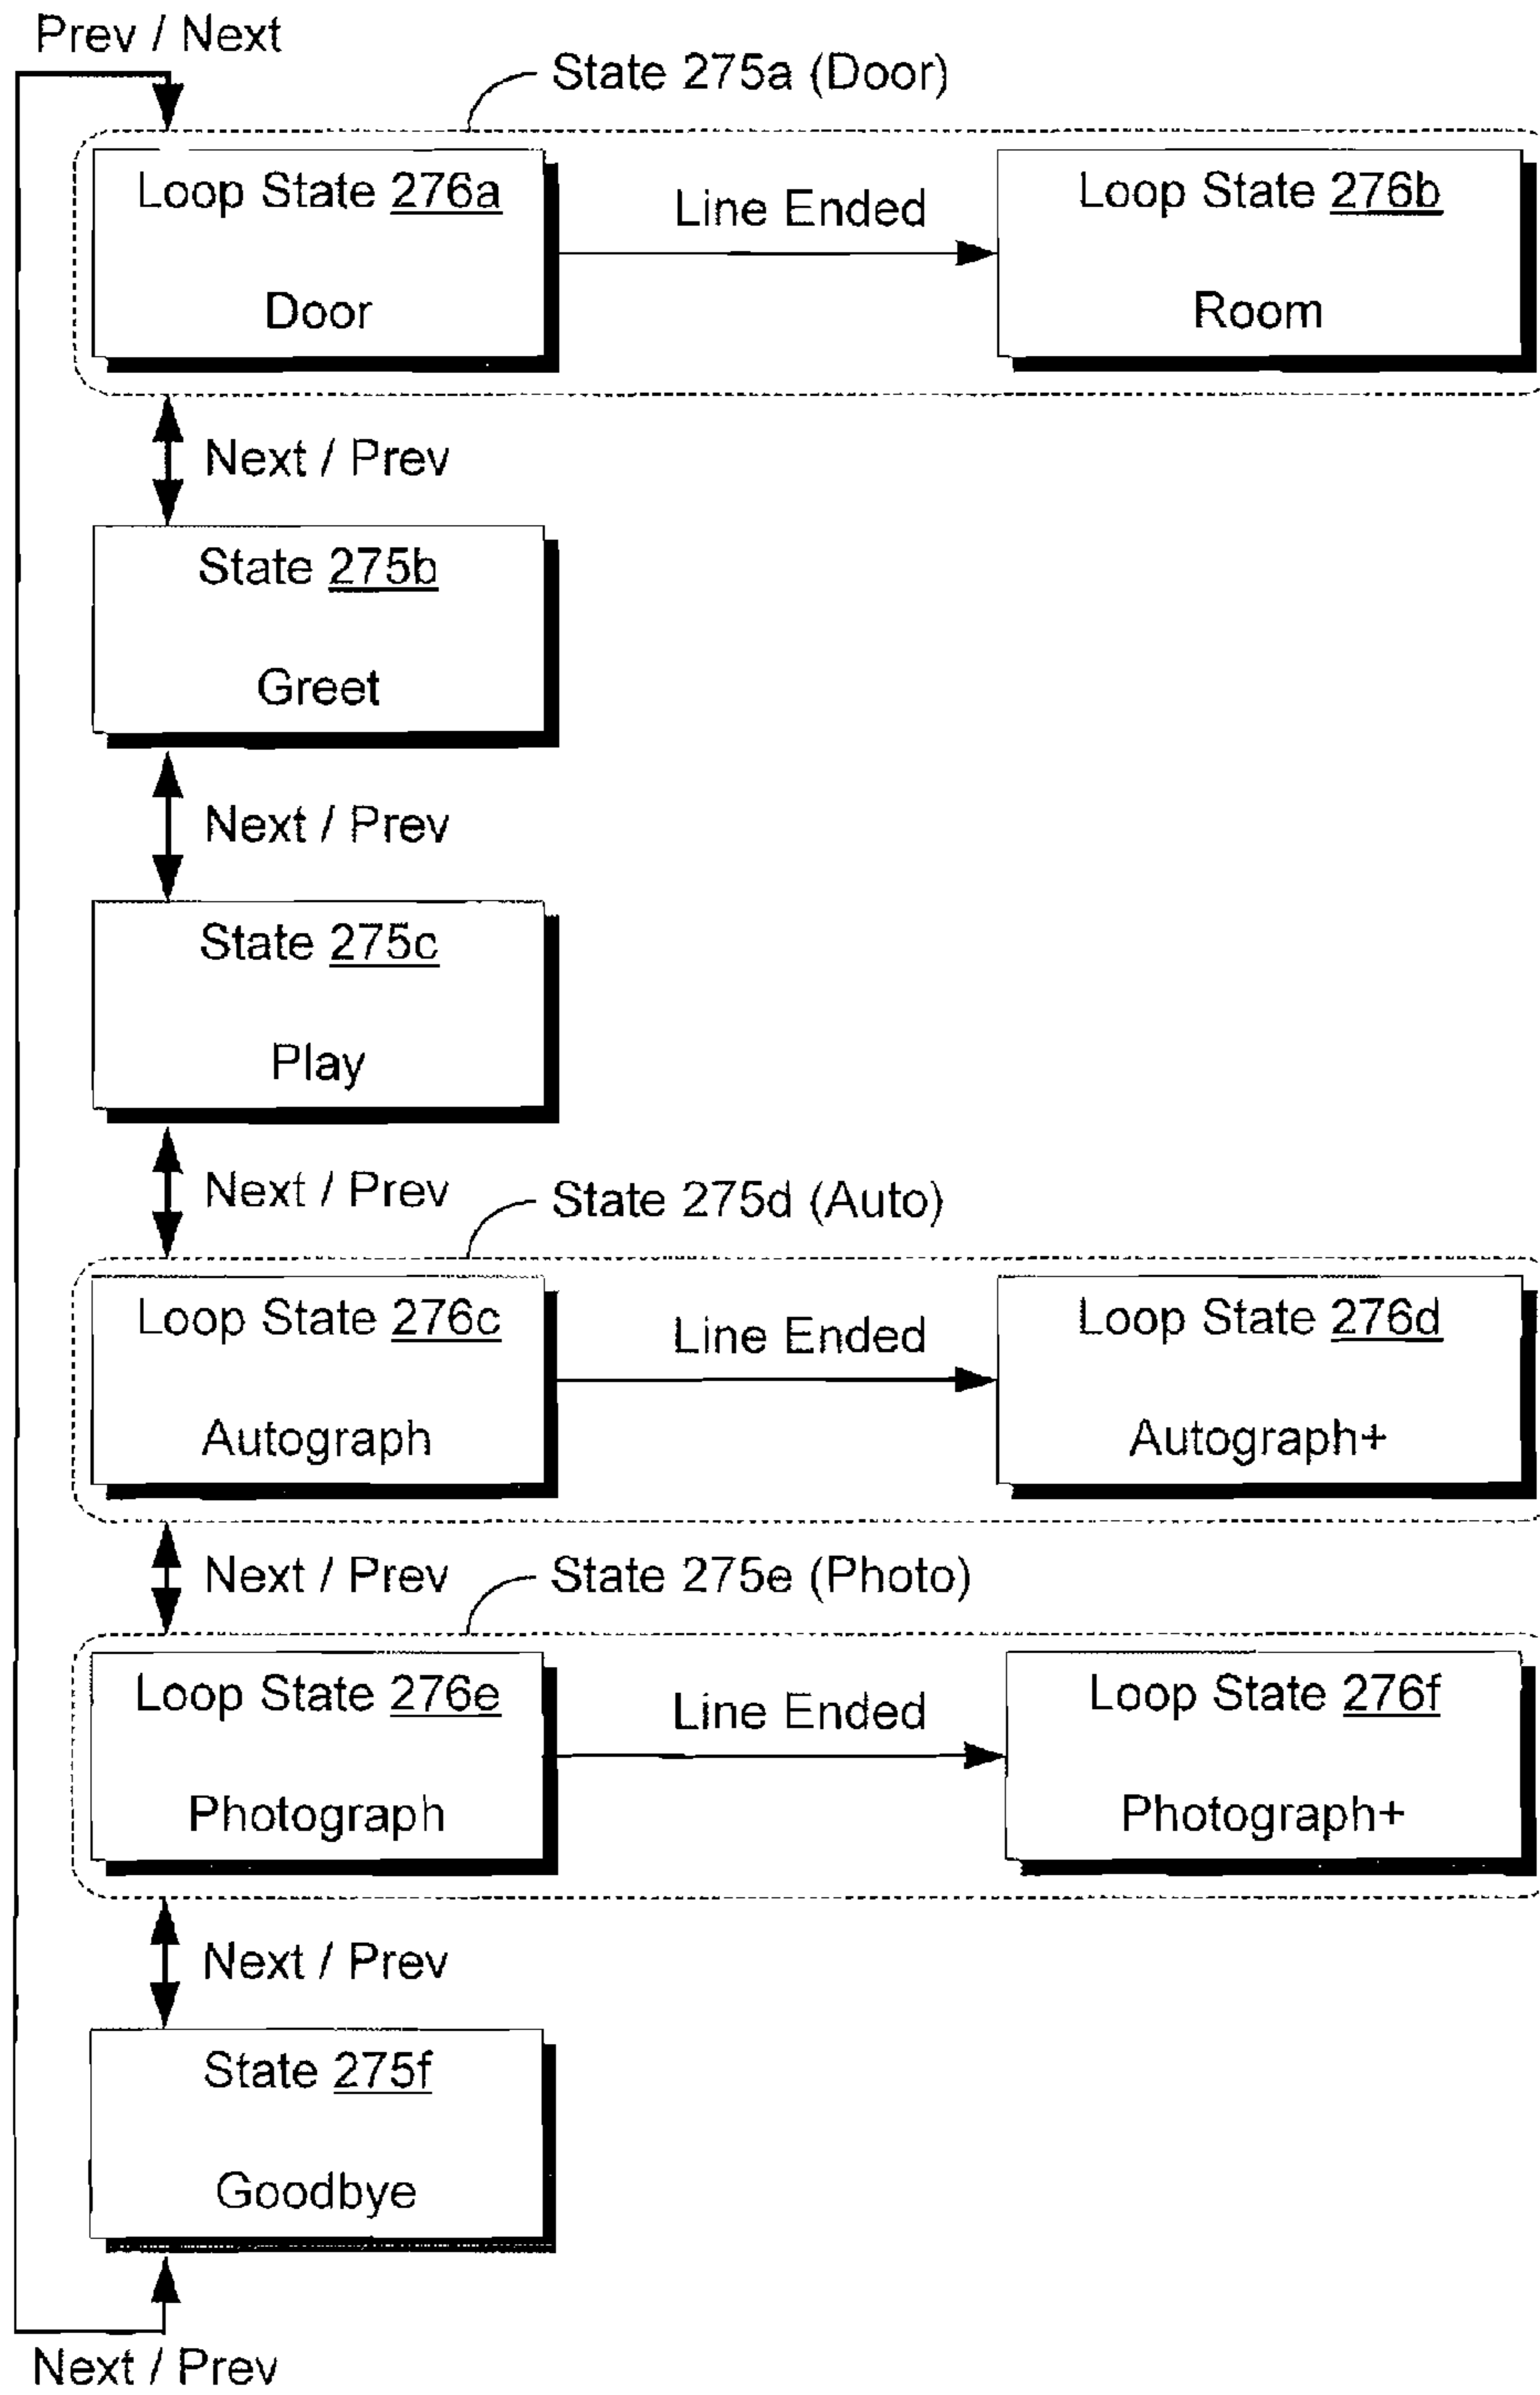 Prev / Next
State 275a (Door)
Loop State 276a
Door
Line Ended
Loop State 276b
Room
Next / Prev
State 275b
Greet
Next / Prev
State 275c
Play
Next / Prev
State 275d (Auto)
Loop State 276c
Autograph
Line Ended
Loop State 276d
Autograph+
Next / Prev
State 275e (Photo)
Loop State 276e
Photograph
Line Ended
Loop State 276f
Photograph+
Next / Prev
State 275f
Goodbye
Next / Prev